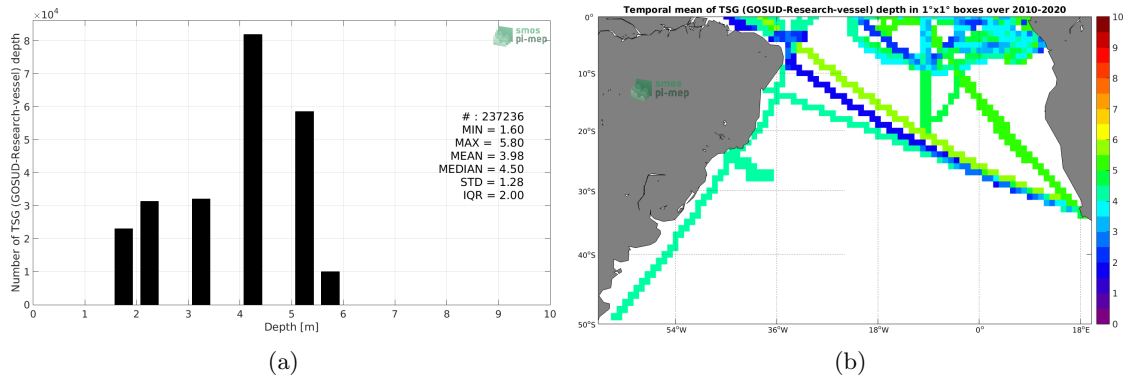 ×10⁴
8
7
6
5
4
3
2
1
0
Number of TSG (GOSUD-Research-vessel) depth
0 1 2 3 4 5 6 7 8 9 10
Depth [m]
smos
pi-mep
# : 237236
MIN = 1.60
MAX = 5.80
MEAN = 3.98
MEDIAN = 4.50
STD = 1.28
IQR = 2.00
(a)
Temporal mean of TSG (GOSUD-Research-vessel) depth in 1°x1° boxes over 2010-2020
0°
10°S
20°S
30°S
40°S
50°S
54°W 36°W 18°W 0° 18°E
smos
pi-mep
10
9
8
7
6
5
4
3
2
1
0
(b)